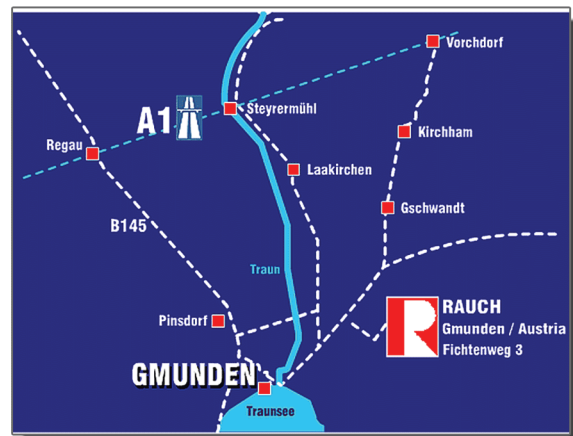 Vorchdorf
A1
Steyrermühl
Kirchham
Regau
Laakirchen
Gschwandt
B145
Traun
Pinsdorf
R
RAUCH
Gmunden / Austria
Fichtenweg 3
GMUNDEN
Traunsee